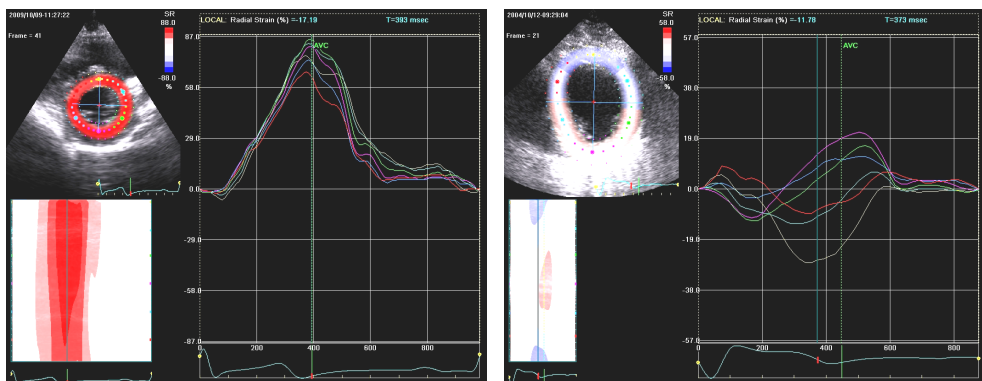 2009/10/09-11:27:22
SR
88.0
Frame = 41
-88.0
%
LOCAL: Radial Strain (%) =-17.19 T=393 msec
87.0
AVC
58.0
29.0
0.0
-29.0
-58.0
-87.0
0 200 400 600 800
2004/10/12-09:29:04
SR
58.0
Frame = 21
-58.0
%
LOCAL: Radial Strain (%) =-11.78 T=373 msec
57.0
AVC
38.0
19.0
0.0
-19.0
-38.0
-57.0
0 200 400 600 800